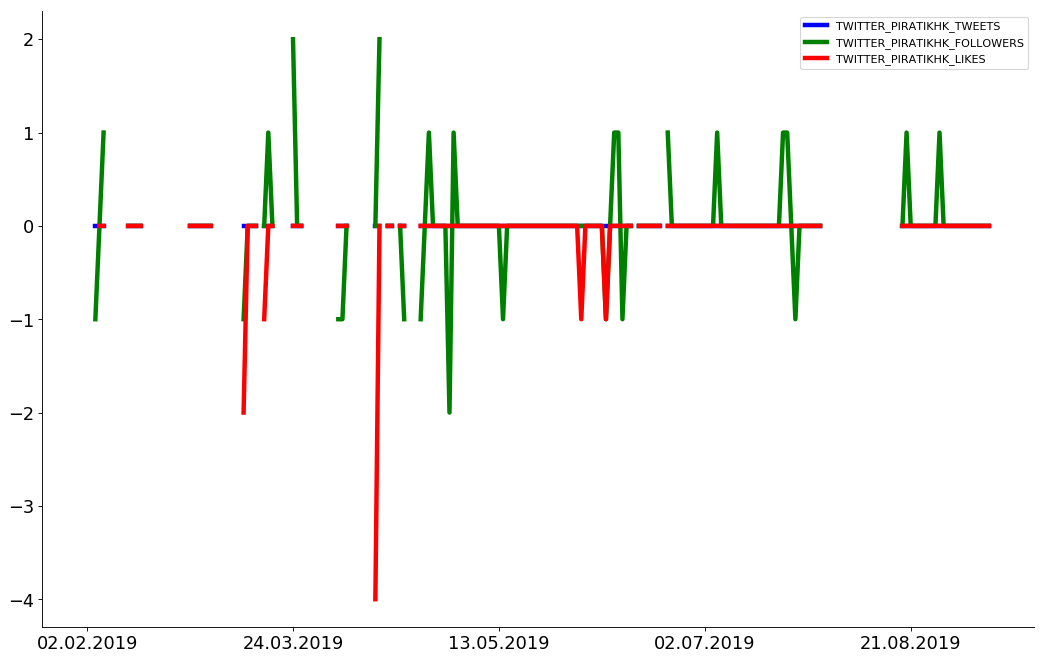 TWITTER_PIRATIKHK_TWEETS
TWITTER_PIRATIKHK_FOLLOWERS
TWITTER_PIRATIKHK_LIKES
2
1
0
−1
−2
−3
−4
02.02.2019 24.03.2019 13.05.2019 02.07.2019 21.08.2019